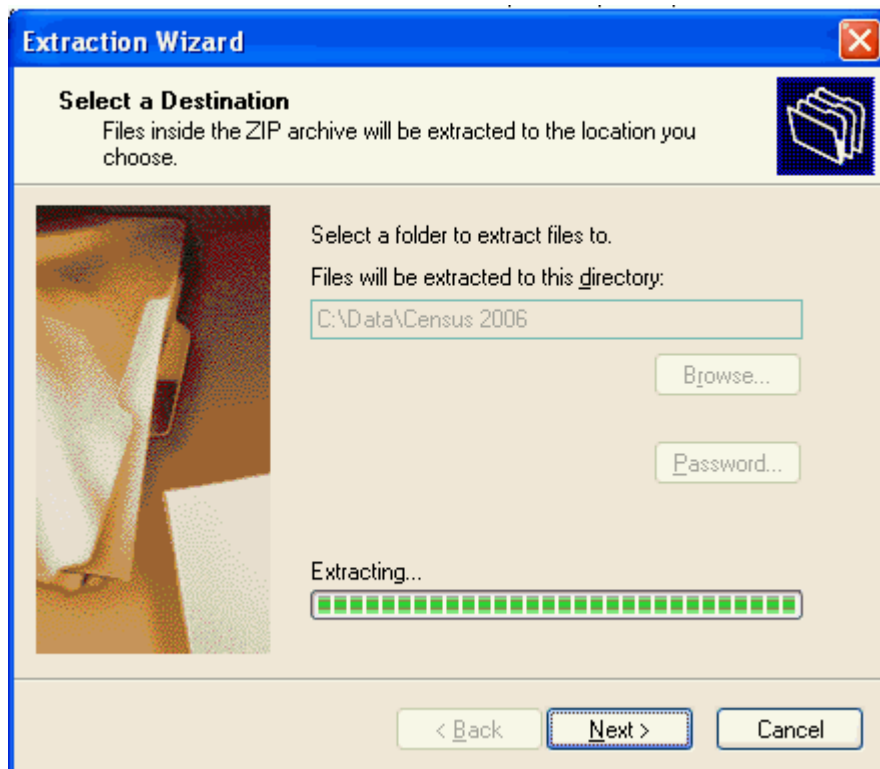 Extraction Wizard
Select a Destination
Files inside the ZIP archive will be extracted to the location you
choose.
Select a folder to extract files to.
Files will be extracted to this directory:
C:\Data\Census 2006
Browse...
Password...
Extracting...
< Back
Next >
Cancel